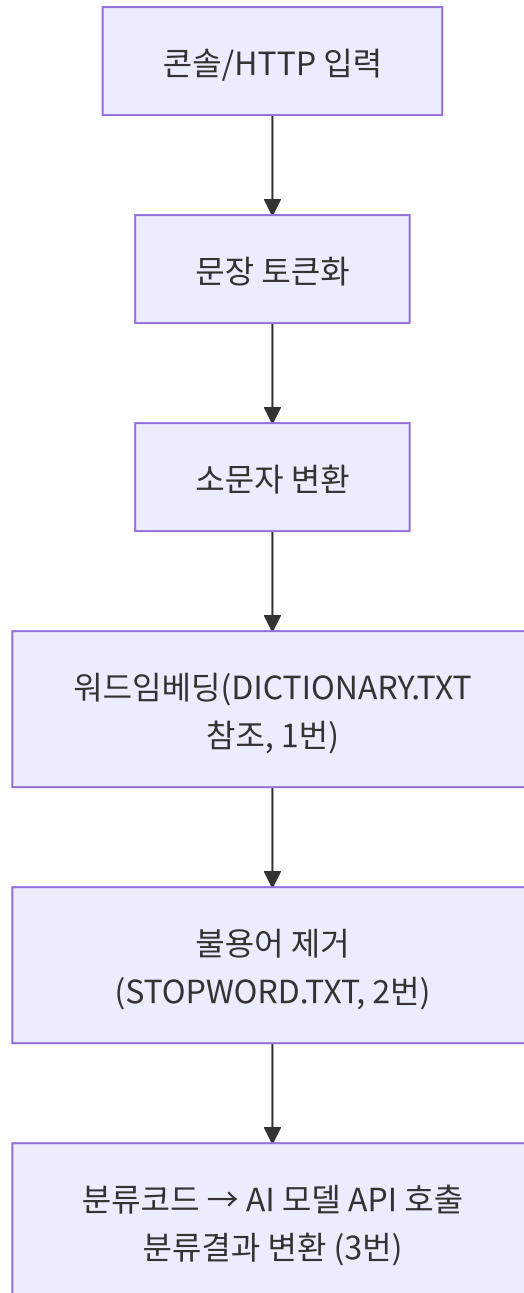 콘솔/HTTP 입력
문장 토큰화
소문자 변환
워드임베딩(DICTIONARY.TXT
참조, 1번)
불용어 제거
(STOPWORD.TXT, 2번)
분류코드 → AI 모델 API 호출
분류결과 변환 (3번)